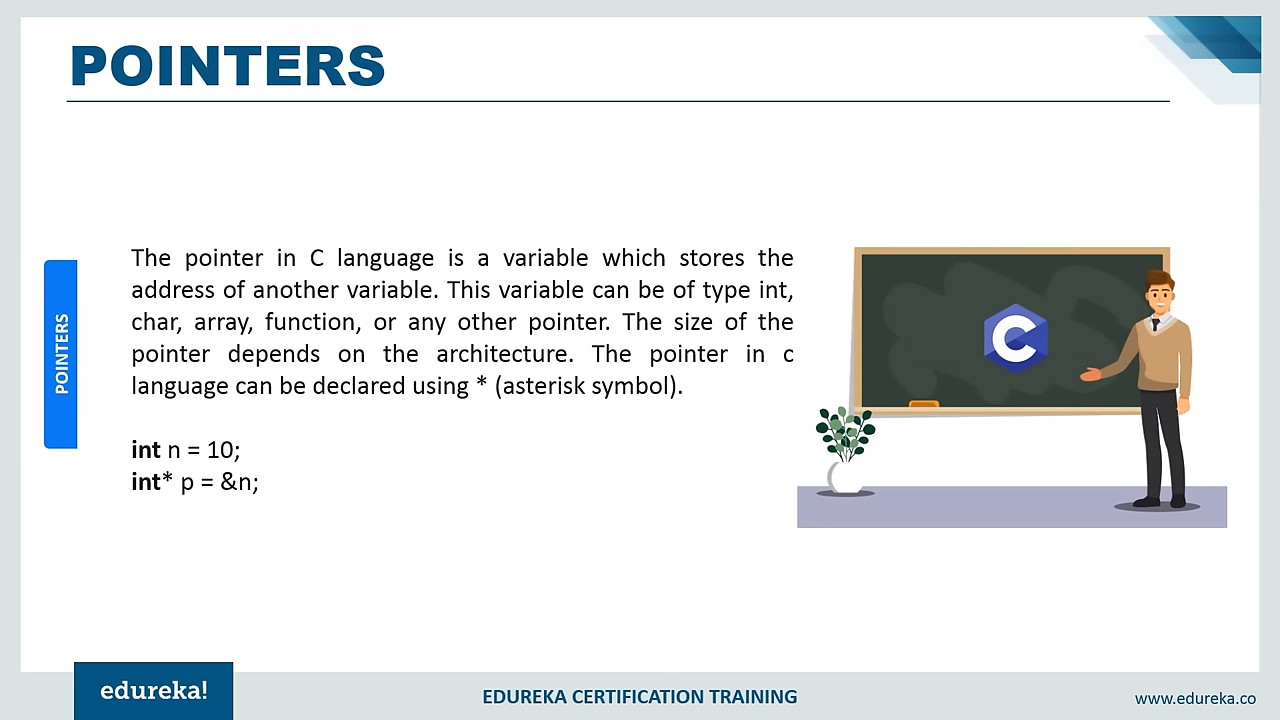 POINTERS
The pointer in C language is a variable which stores the
address of another variable. This variable can be of type int,
char, array, function, or any other pointer. The size of the
pointer depends on the architecture. The pointer in c
language can be declared using * (asterisk symbol).
int n = 10;
int* p = &n;
POINTERS
C
edureka!
EDUREKA CERTIFICATION TRAINING
www.edureka.co